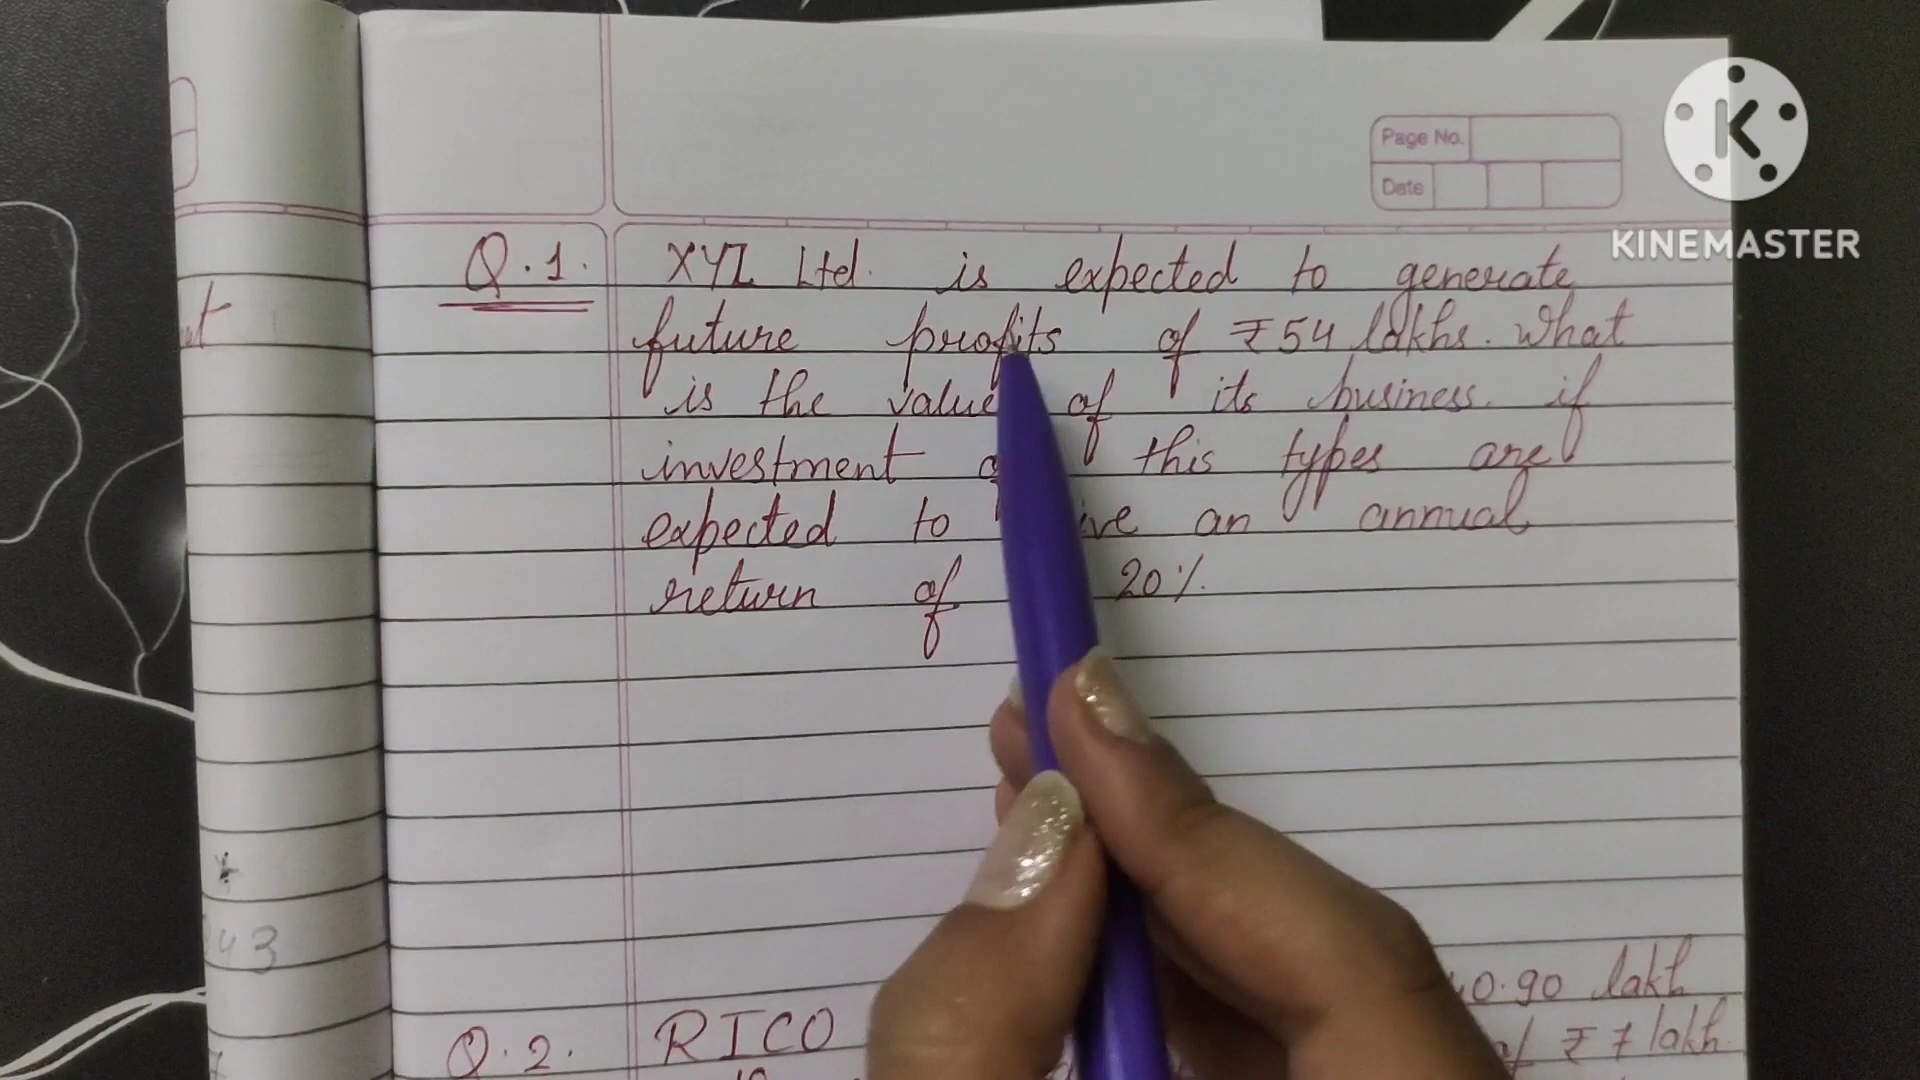 Page No.
Date
KINEMASTER
Q.1. XYZ Ltd. is expected to generate
future profits of ₹54 lakhs. What
is the value of its business if
investment this types are
expected to an annual
return of 20%.
43
0.90 lakh
Q.2. RICO of ₹7 lakh